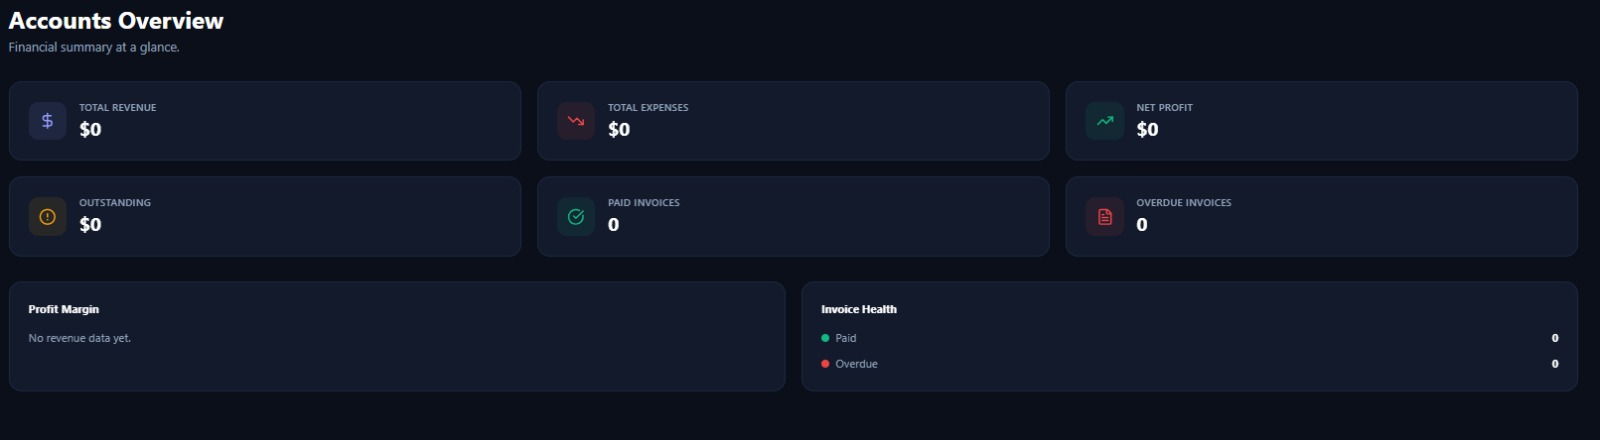 Accounts Overview
Financial summary at a glance.
TOTAL REVENUE
$0
TOTAL EXPENSES
$0
NET PROFIT
$0
OUTSTANDING
$0
PAID INVOICES
0
OVERDUE INVOICES
0
Profit Margin
No revenue data yet.
Invoice Health
Paid 0
Overdue 0